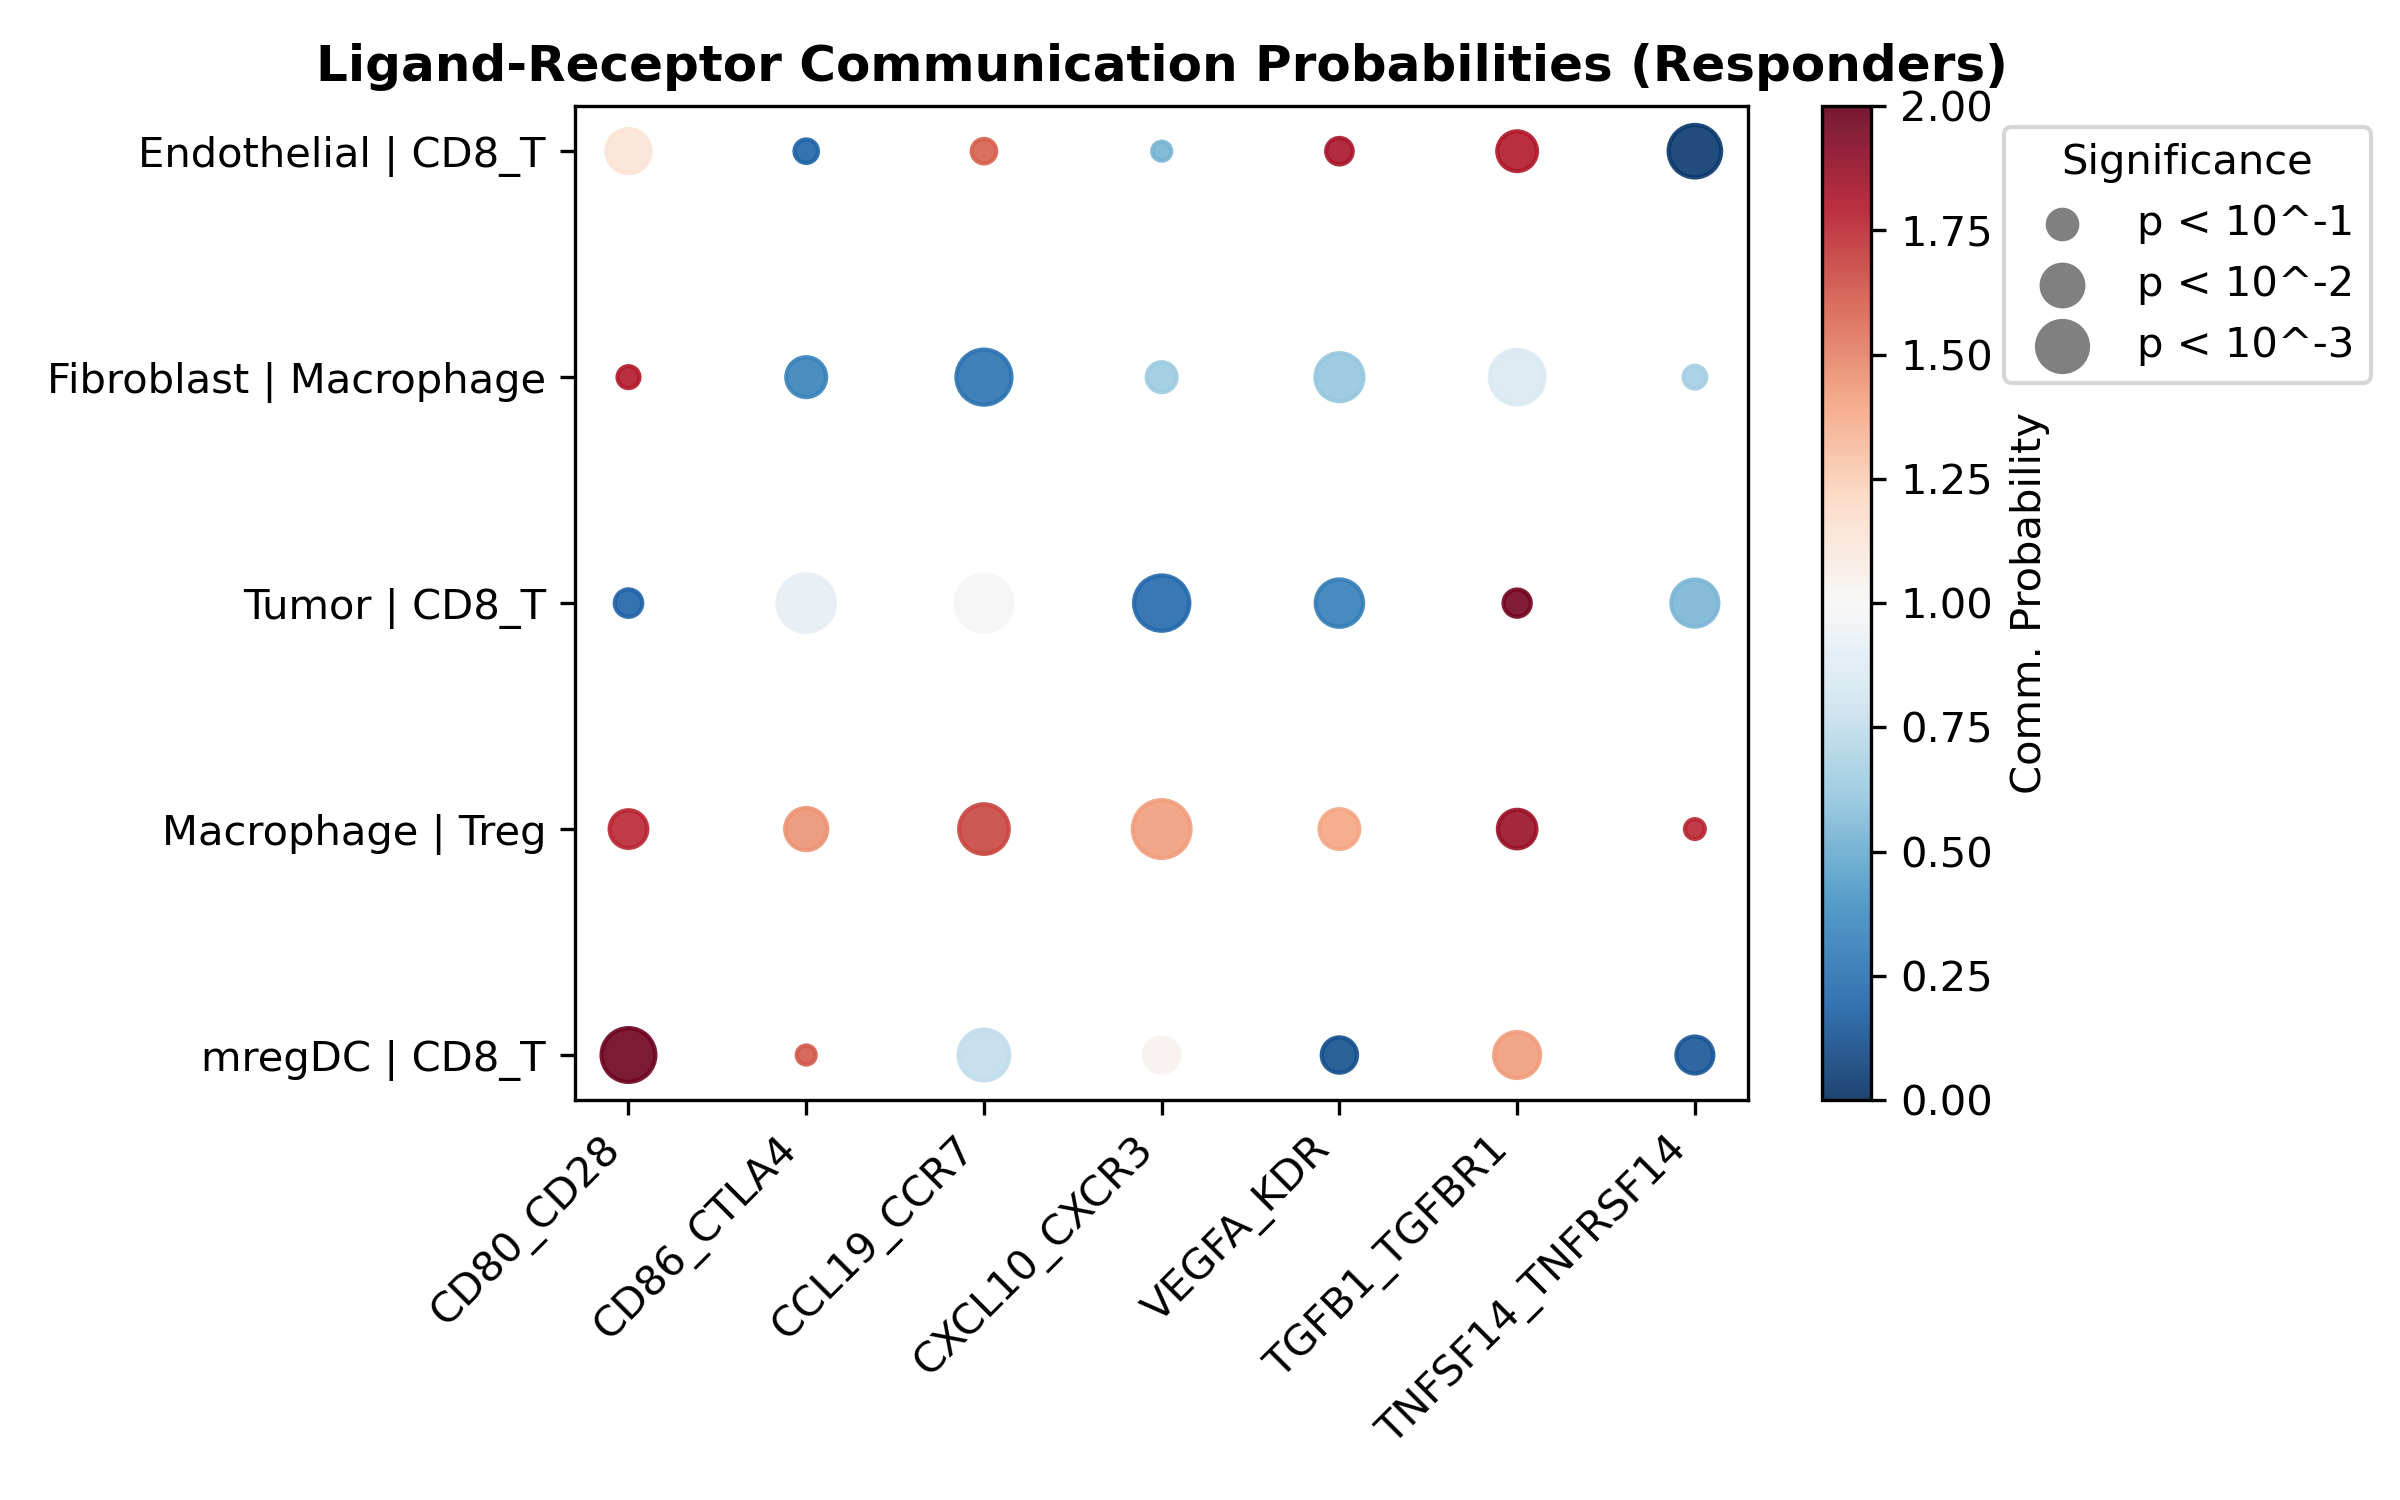 Ligand-Receptor Communication Probabilities (Responders)
Endothelial | CD8_T
Fibroblast | Macrophage
Tumor | CD8_T
Macrophage | Treg
mregDC | CD8_T
CD80_CD28
CD86_CTLA4
CCL19_CCR7
CXCL10_CXCR3
VEGFA_KDR
TGFB1_TGFBR1
TNFSF14_TNFRSF14
2.00
1.75
1.50
1.25
1.00
0.75
0.50
0.25
0.00
Comm. Probability
Significance
p < 10^-1
p < 10^-2
p < 10^-3